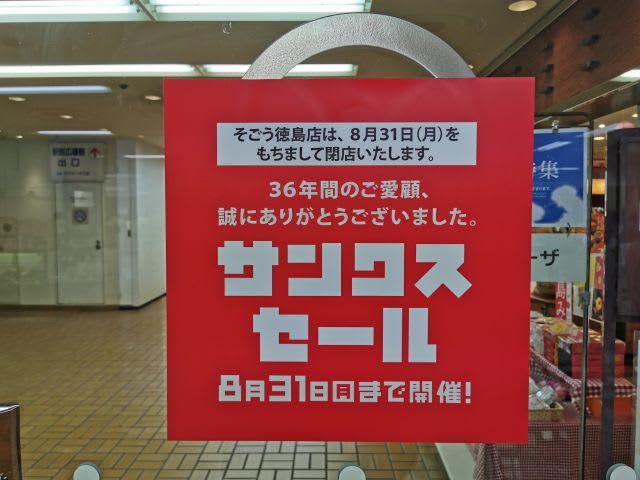 そごう徳島店は、8月31日(月)を
もちまして閉店いたします。
36年間のご愛顧、
誠にありがとうございました。
サンクス
セール
8月31日月まで開催!
出口
集
ーザ